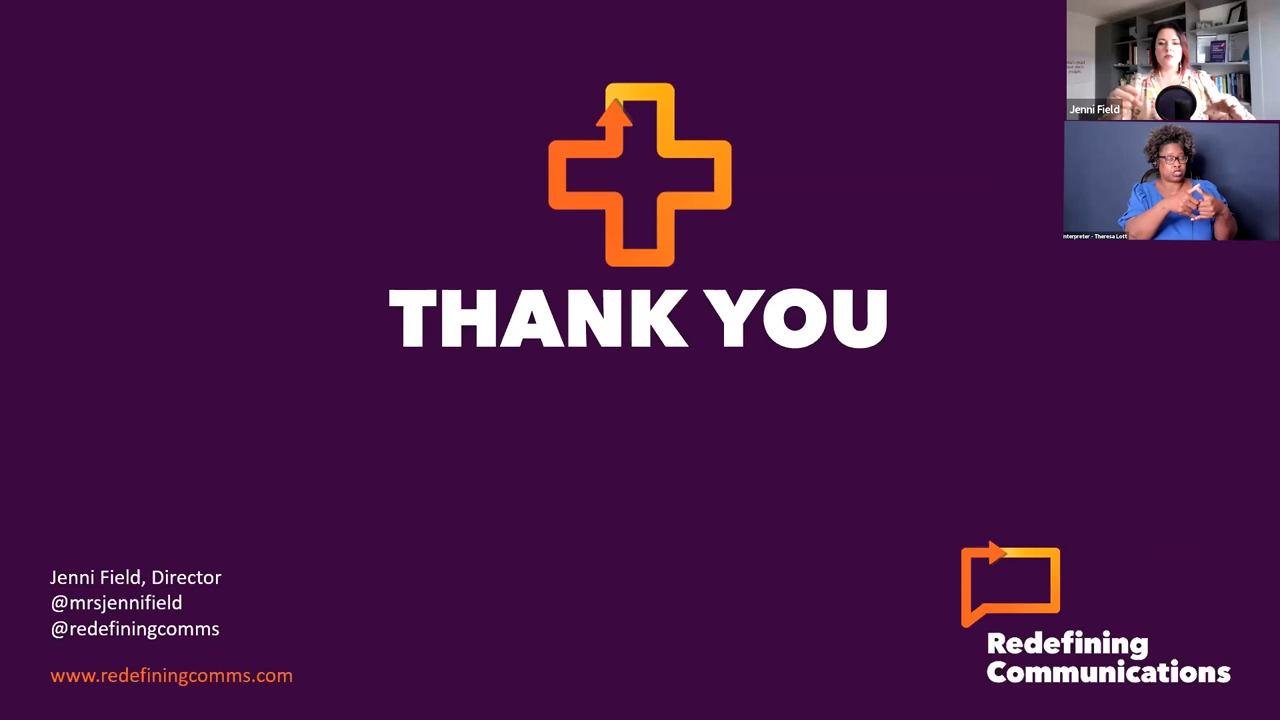 Jenni Field
Interpreter - Theresa Lott
THANK YOU
Jenni Field, Director
@mrsjennifield
@redefiningcomms
www.redefiningcomms.com
Redefining
Communications